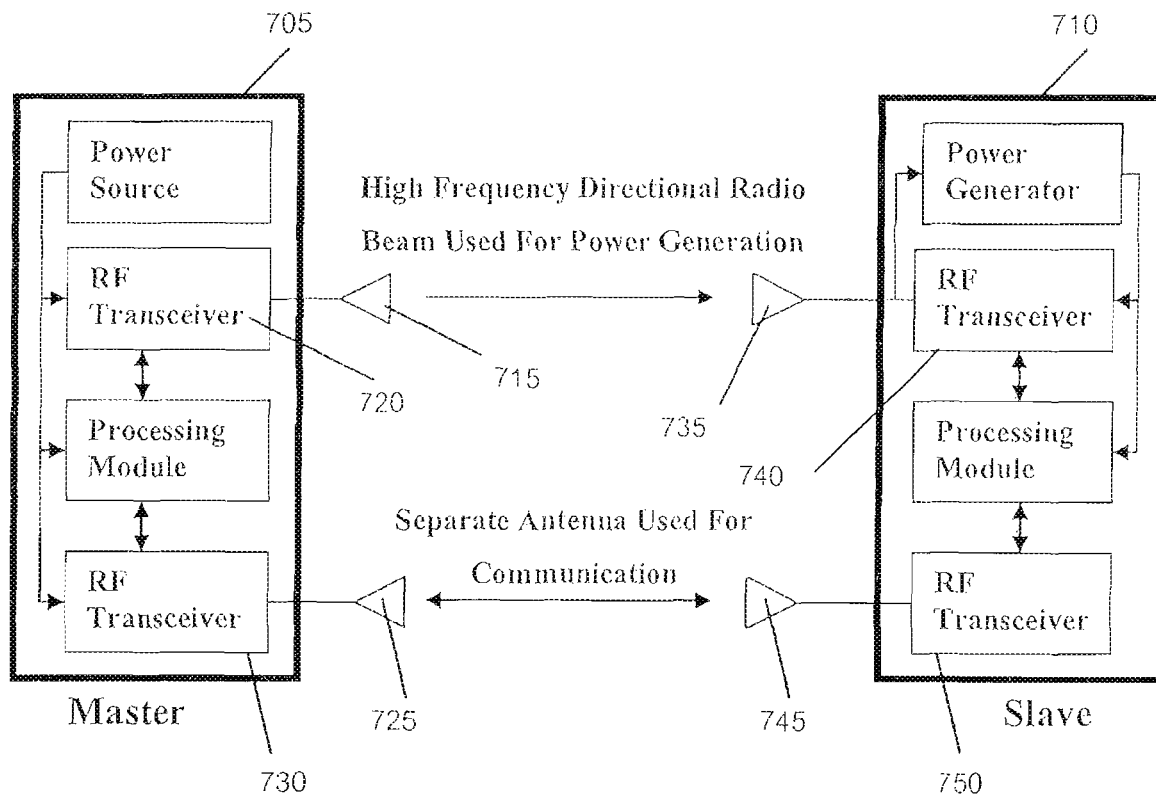 705
710
Power
Source
Power
Generator
High Frequency Directional Radio
Beam Used For Power Generation
RF
Transceiver
RF
Transceiver
715
720
735
740
Processing
Module
Processing
Module
Separate Antenna Used For
Communication
RF
Transceiver
RF
Transceiver
Master
725
745
Slave
730
750